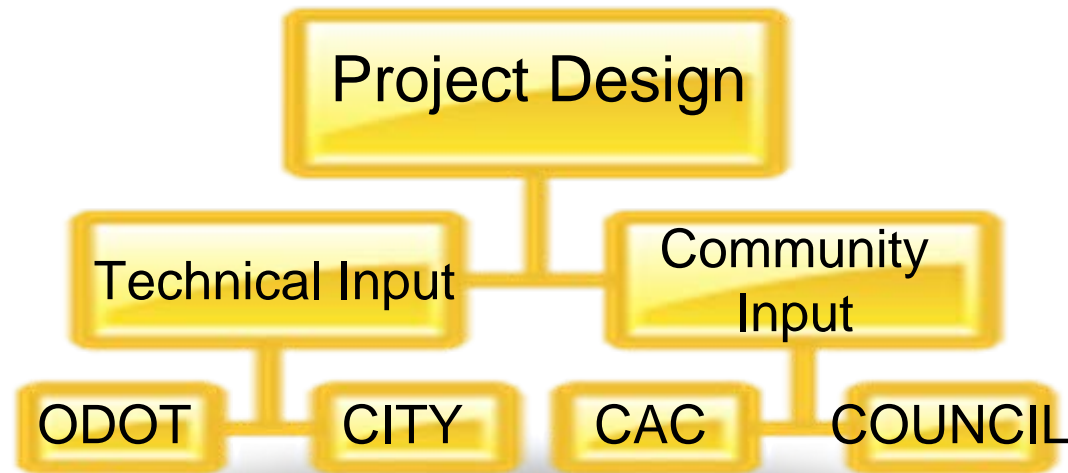 Project Design
Technical Input
Community
Input
ODOT
CITY
CAC
COUNCIL